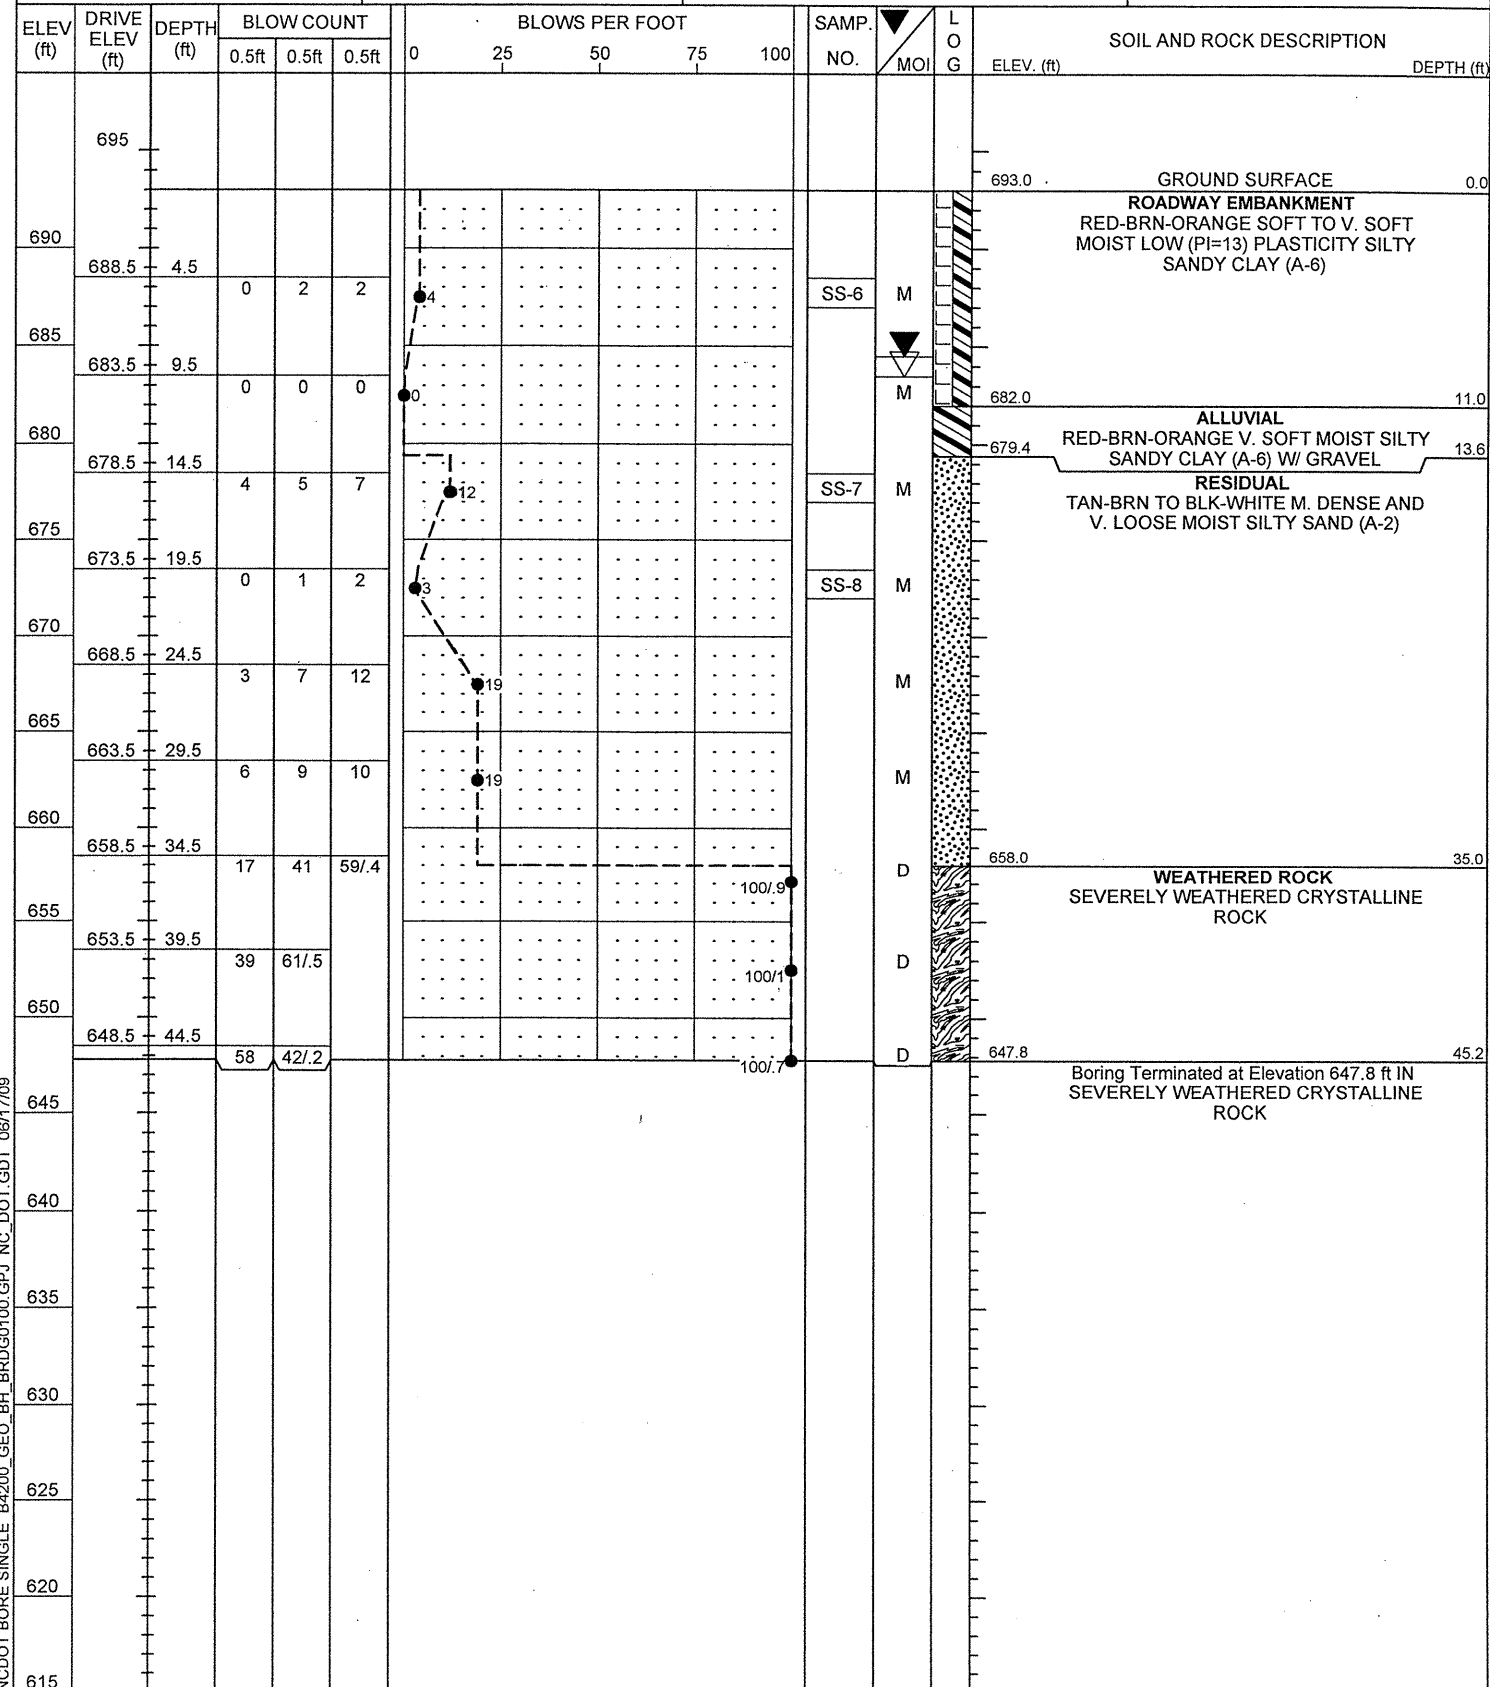 ELEV (ft) DRIVE ELEV (ft) DEPTH (ft) BLOW COUNT BLOWS PER FOOT SAMP. NO. MOI LOG SOIL AND ROCK DESCRIPTION
0.5ft 0.5ft 0.5ft 0 25 50 75 100 ELEV. (ft) DEPTH (ft)
695
693.0 GROUND SURFACE 0.0
ROADWAY EMBANKMENT
RED-BRN-ORANGE SOFT TO V. SOFT
MOIST LOW (PI=13) PLASTICITY SILTY
SANDY CLAY (A-6)
690
688.5 4.5
0 2 2 4 SS-6 M
685
683.5 9.5
0 0 0 0 M
682.0 11.0
ALLUVIAL
RED-BRN-ORANGE V. SOFT MOIST SILTY
679.4 13.6
SANDY CLAY (A-6) W/ GRAVEL
680
678.5 14.5
4 5 7 12 SS-7 M
RESIDUAL
TAN-BRN TO BLK-WHITE M. DENSE AND
V. LOOSE MOIST SILTY SAND (A-2)
675
673.5 19.5
0 1 2 3 SS-8 M
670
668.5 24.5
3 7 12 19 M
665
663.5 29.5
6 9 10 19 M
660
658.5 34.5
17 41 59/.4 100/.9 D
658.0 35.0
WEATHERED ROCK
SEVERELY WEATHERED CRYSTALLINE
ROCK
655
653.5 39.5
39 61/.5 100/1 D
650
648.5 44.5
58 42/.2 100/.7 D
647.8 45.2
Boring Terminated at Elevation 647.8 ft IN
SEVERELY WEATHERED CRYSTALLINE
ROCK
645
640
635
630
625
620
615
NCDOT BORE SINGLE B4200_GEO_BH_BRDG0100.GPJ NC_DOT.GDT 06/17/09